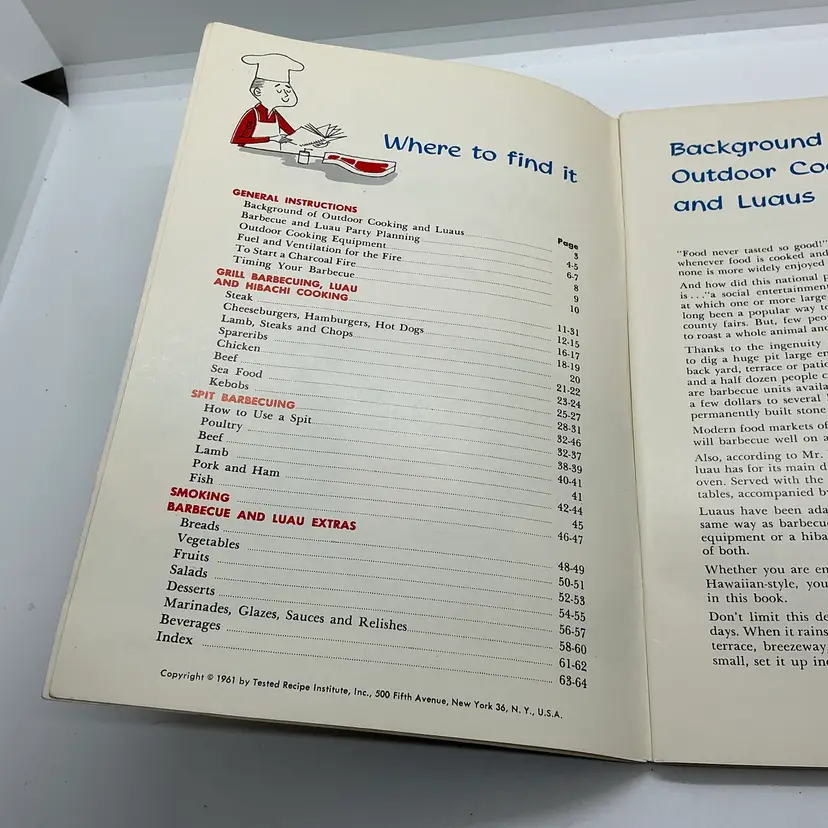 Where to find it
Page
GENERAL INSTRUCTIONS
Background of Outdoor Cooking and Luaus 3
Barbecue and Luau Party Planning 4-5
Outdoor Cooking Equipment 6-7
Fuel and Ventilation for the Fire 8
To Start a Charcoal Fire 9
Timing Your Barbecue 10
GRILL BARBECUING, LUAU
AND HIBACHI COOKING 11-31
Steak 12-15
Cheeseburgers, Hamburgers, Hot Dogs 16-17
Lamb, Steaks and Chops 18-19
Spareribs 20
Chicken 21-22
Beef 23-24
Sea Food 25-27
Kebobs 28-31
SPIT BARBECUING 32-46
How to Use a Spit 32-37
Poultry 38-39
Beef 40-41
Lamb 41
Pork and Ham 42-44
Fish 45
SMOKING 46-47
BARBECUE AND LUAU EXTRAS
Breads 48-49
Vegetables 50-51
Fruits 52-53
Salads 54-55
Desserts 56-57
Marinades, Glazes, Sauces and Relishes 58-60
Beverages 61-62
Index 63-64
Copyright © 1961 by Tested Recipe Institute, Inc., 500 Fifth Avenue, New York 36, N. Y., U.S.A.
Background
Outdoor Coo
and Luaus
"Food never tasted so good!"
whenever food is cooked and
none is more widely enjoyed
And how did this national p
is . . . "a social entertainmen
at which one or more large
long been a popular way to
county fairs. But, few peo
to roast a whole animal and
Thanks to the ingenuity
to dig a huge pit large en
back yard, terrace or patio
and a half dozen people c
are barbecue units availa
a few dollars to several
permanently built stone
Modern food markets of
will barbecue well on a
Also, according to Mr.
luau has for its main d
oven. Served with the
tables, accompanied by
Luaus have been ada
same way as barbecu
equipment or a hiba
of both.
Whether you are en
Hawaiian-style, you
in this book.
Don't limit this de
days. When it rains
terrace, breezeway,
small, set it up in